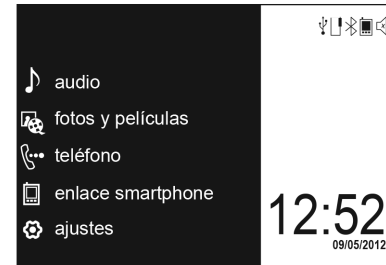 audio
fotos y películas
teléfono
enlace smartphone
ajustes
12:52
09/05/2012